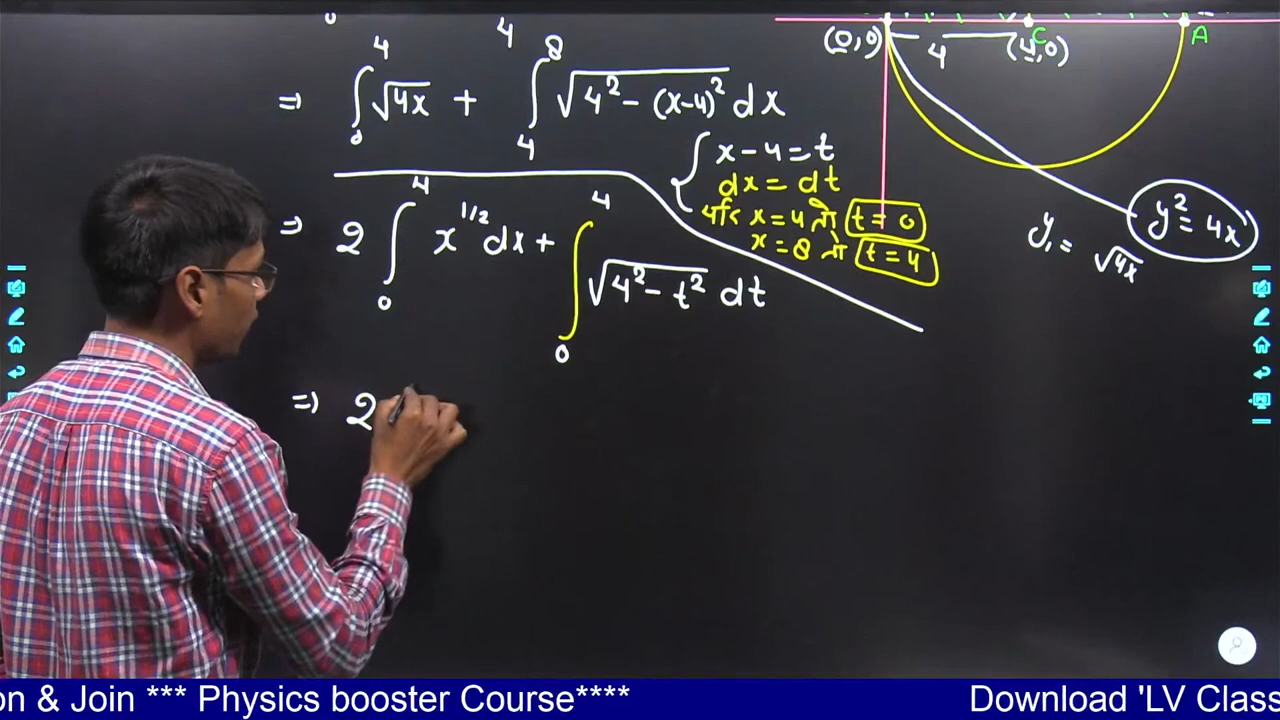 0
⇒ ∫₀⁴ √4x + ∫₄⁸ √4² - (x-4)² dx
4
{ x - 4 = t
dx = dt
यदि x = 4 तो t = 0
x = 8 तो t = 4
⇒ 2 ∫₀⁴ x^1/2 dx + ∫₀⁴ √4² - t² dt
⇒ 2
(0, 0)
4
C
(4, 0)
A
y₁ = √4x
y² = 4x
on & Join *** Physics booster Course****
Download 'LV Class